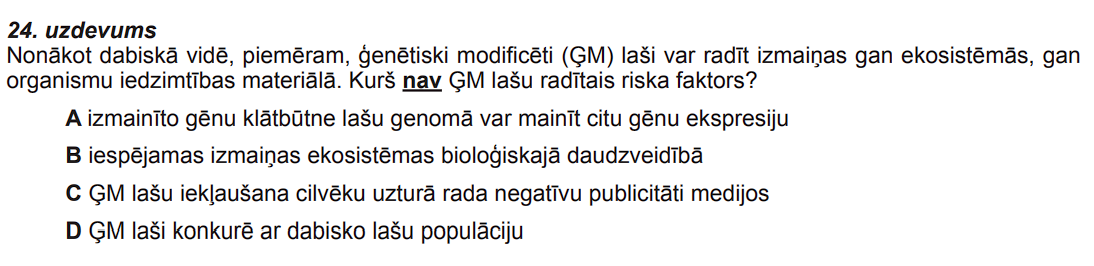 24. uzdevums
Nonākot dabiskā vidē, piemēram, ģenētiski modificēti (ĢM) laši var radīt izmaiņas gan ekosistēmās, gan
organismu iedzimtības materiālā. Kurš nav ĢM lašu radītais riska faktors?
A izmainīto gēnu klātbūtne lašu genomā var mainīt citu gēnu ekspresiju
B iespējamas izmaiņas ekosistēmas bioloģiskajā daudzveidībā
C ĢM lašu iekļaušana cilvēku uzturā rada negatīvu publicitāti medijos
D ĢM laši konkurē ar dabisko lašu populāciju